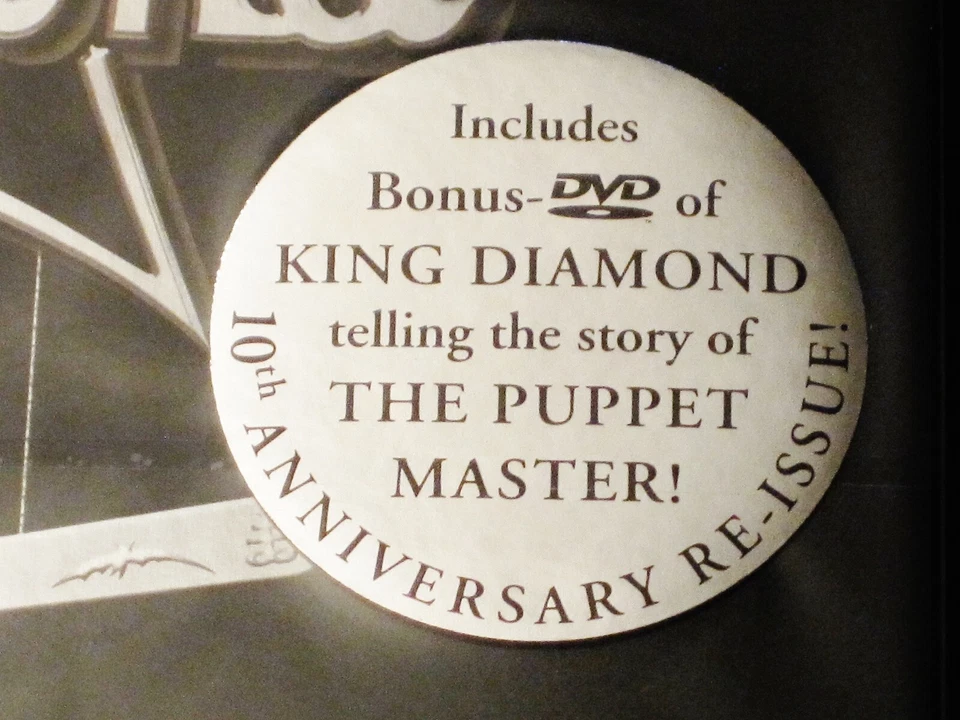 Includes
Bonus-DVD of
KING DIAMOND
telling the story of
THE PUPPET
MASTER!
10th ANNIVERSARY RE-ISSUE!